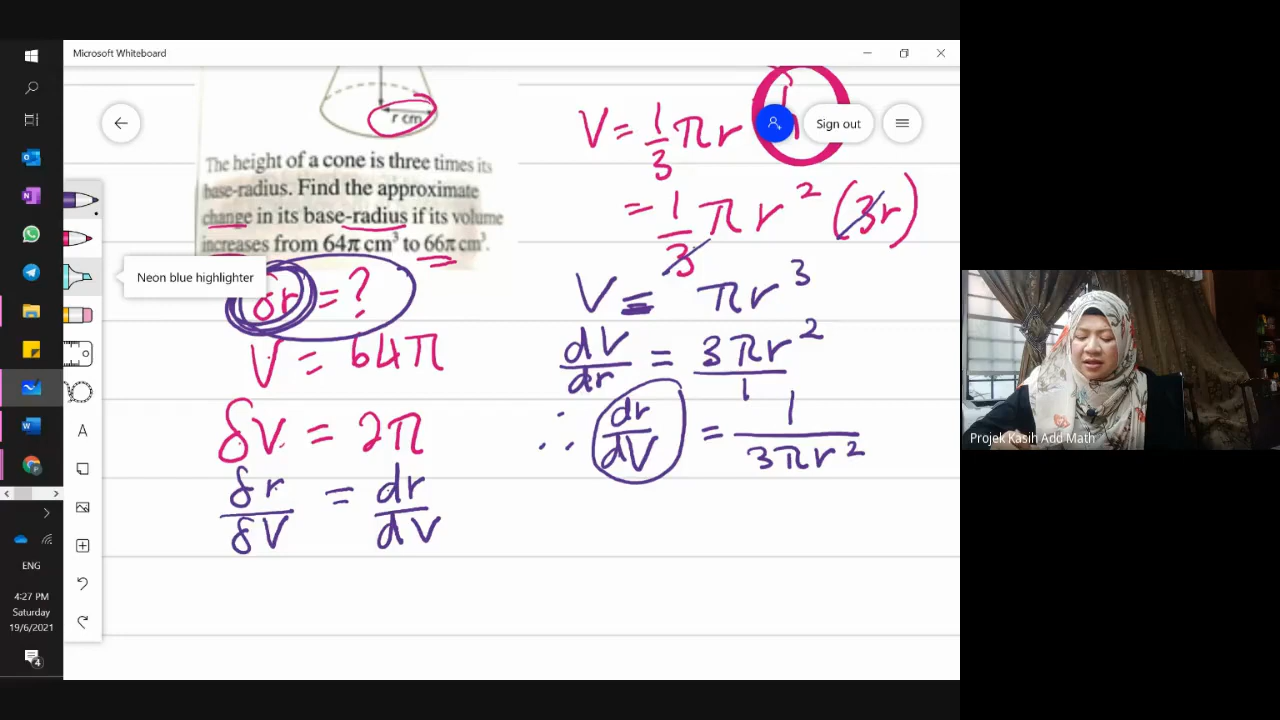 Microsoft Whiteboard
Sign out
r cm
The height of a cone is three times its
base-radius. Find the approximate
change in its base-radius if its volume
increases from 64π cm³ to 66π cm³.
Neon blue highlighter
δr = ?
V = 64π
δV = 2π
δr/δV = dr/dV
V = 1/3 πr h
= 1/3 πr² (3r)
V = πr³
dV/dr = 3πr²/1
∴ dr/dV = 1/3πr²
Projek Kasih Add Math
A
ENG
4:27 PM
Saturday
19/6/2021
4